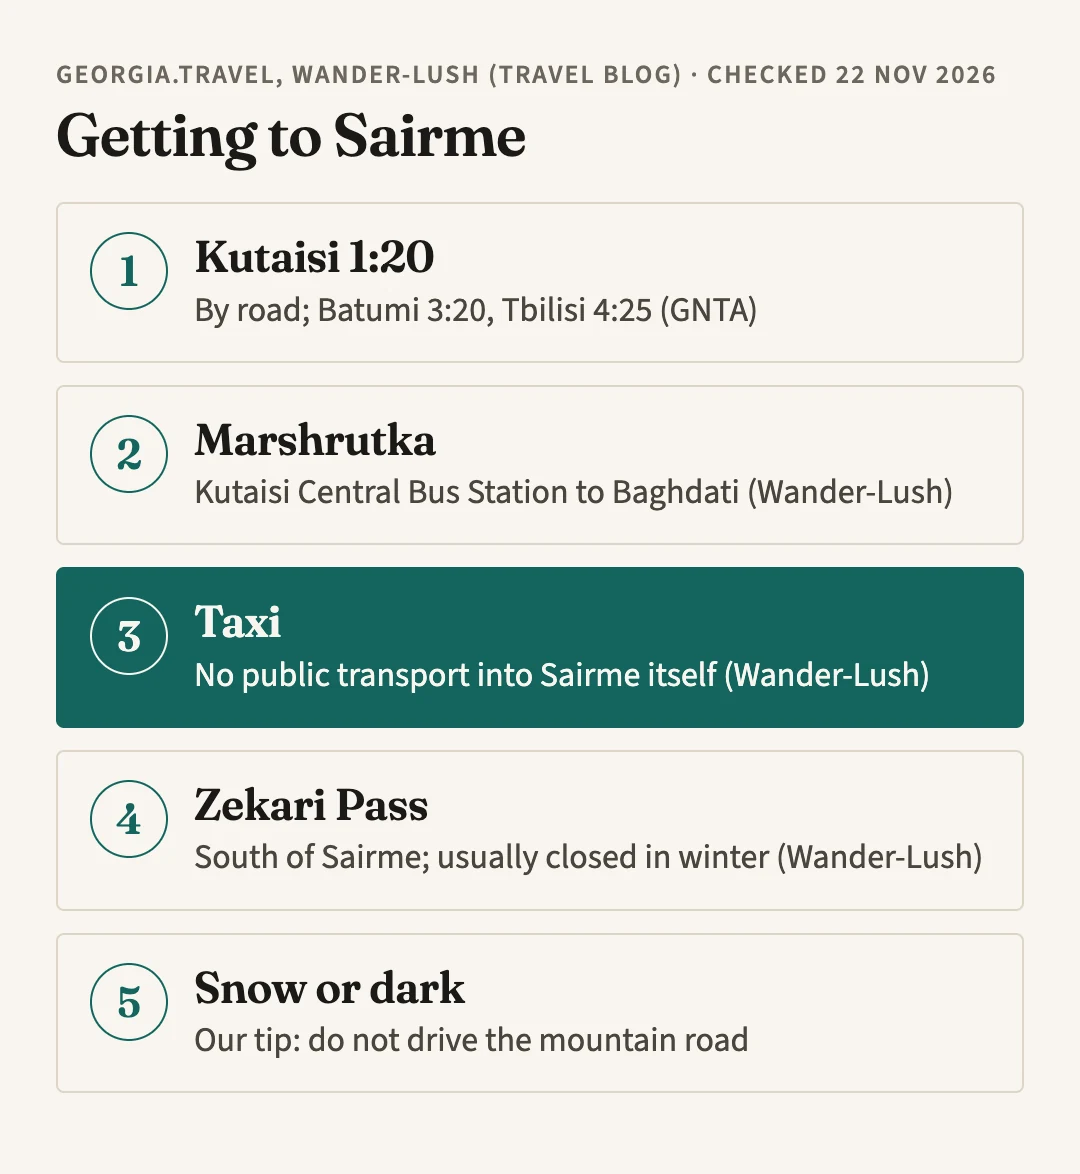 GEORGIA.TRAVEL, WANDER-LUSH (TRAVEL BLOG) · CHECKED 22 NOV 2026
Getting to Sairme
1
Kutaisi 1:20
By road; Batumi 3:20, Tbilisi 4:25 (GNTA)
2
Marshrutka
Kutaisi Central Bus Station to Baghdati (Wander-Lush)
3
Taxi
No public transport into Sairme itself (Wander-Lush)
4
Zekari Pass
South of Sairme; usually closed in winter (Wander-Lush)
5
Snow or dark
Our tip: do not drive the mountain road